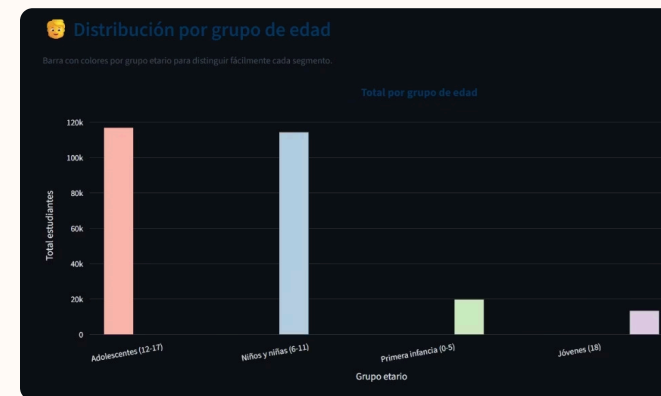 Distribución por grupo de edad
Barra con colores por grupo etario para distinguir fácilmente cada segmento.
Total por grupo de edad
Total estudiantes
120k
100k
80k
60k
40k
20k
0
Adolescentes (12-17)
Niños y niñas (6-11)
Primera infancia (0-5)
Jóvenes (18)
Grupo etario